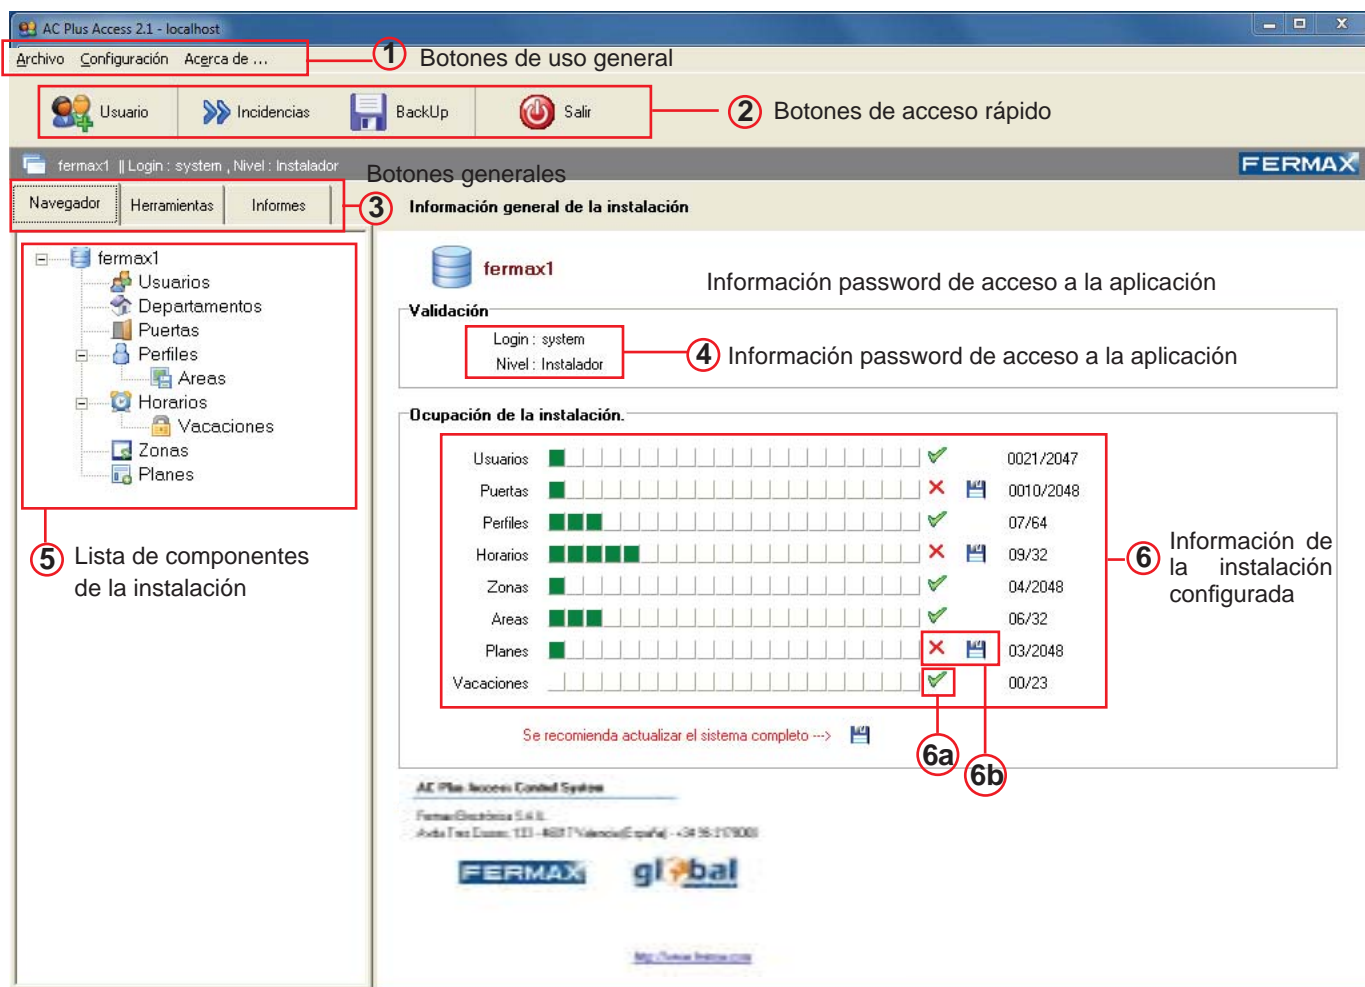 AC Plus Access 2.1 - localhost
Archivo Configuración Acerca de ...
1 Botones de uso general
Usuario Incidencias BackUp Salir
2 Botones de acceso rápido
fermax1 || Login : system , Nivel : Instalador
FERMAX
Botones generales
Navegador Herramientas Informes
3
Información general de la instalación
fermax1
Usuarios
Departamentos
Puertas
Perfiles
Areas
Horarios
Vacaciones
Zonas
Planes
5 Lista de componentes
de la instalación
fermax1
Información password de acceso a la aplicación
Validación
Login : system
Nivel : Instalador
4 Información password de acceso a la aplicación
Ocupación de la instalación.
Usuarios 0021/2047
Puertas 0010/2048
Perfiles 07/64
Horarios 09/32
Zonas 04/2048
Areas 06/32
Planes 03/2048
Vacaciones 00/23
6 Información de
la instalación
configurada
Se recomienda actualizar el sistema completo --->
6a
6b
AC Plus Access Control System
FERMAX global